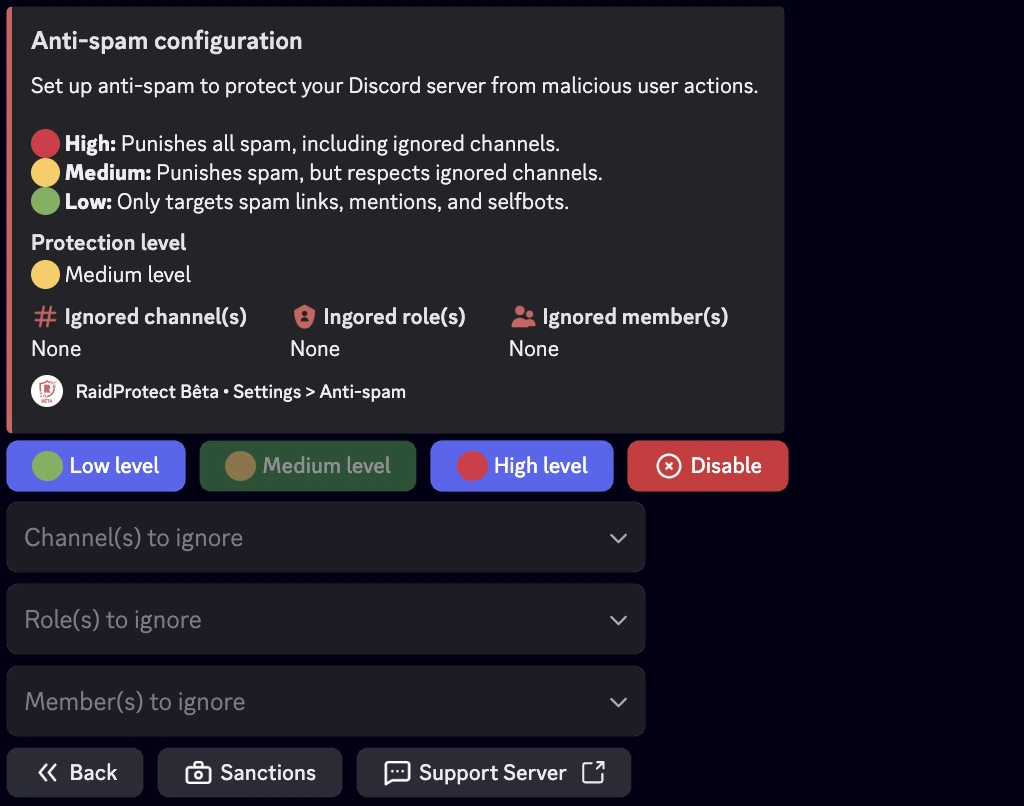 Anti-spam configuration
Set up anti-spam to protect your Discord server from malicious user actions.
High: Punishes all spam, including ignored channels.
Medium: Punishes spam, but respects ignored channels.
Low: Only targets spam links, mentions, and selfbots.
Protection level
Medium level
Ignored channel(s) Ingored role(s) Ignored member(s)
None None None
RaidProtect Bêta • Settings > Anti-spam
Low level Medium level High level Disable
Channel(s) to ignore
Role(s) to ignore
Member(s) to ignore
Back Sanctions Support Server